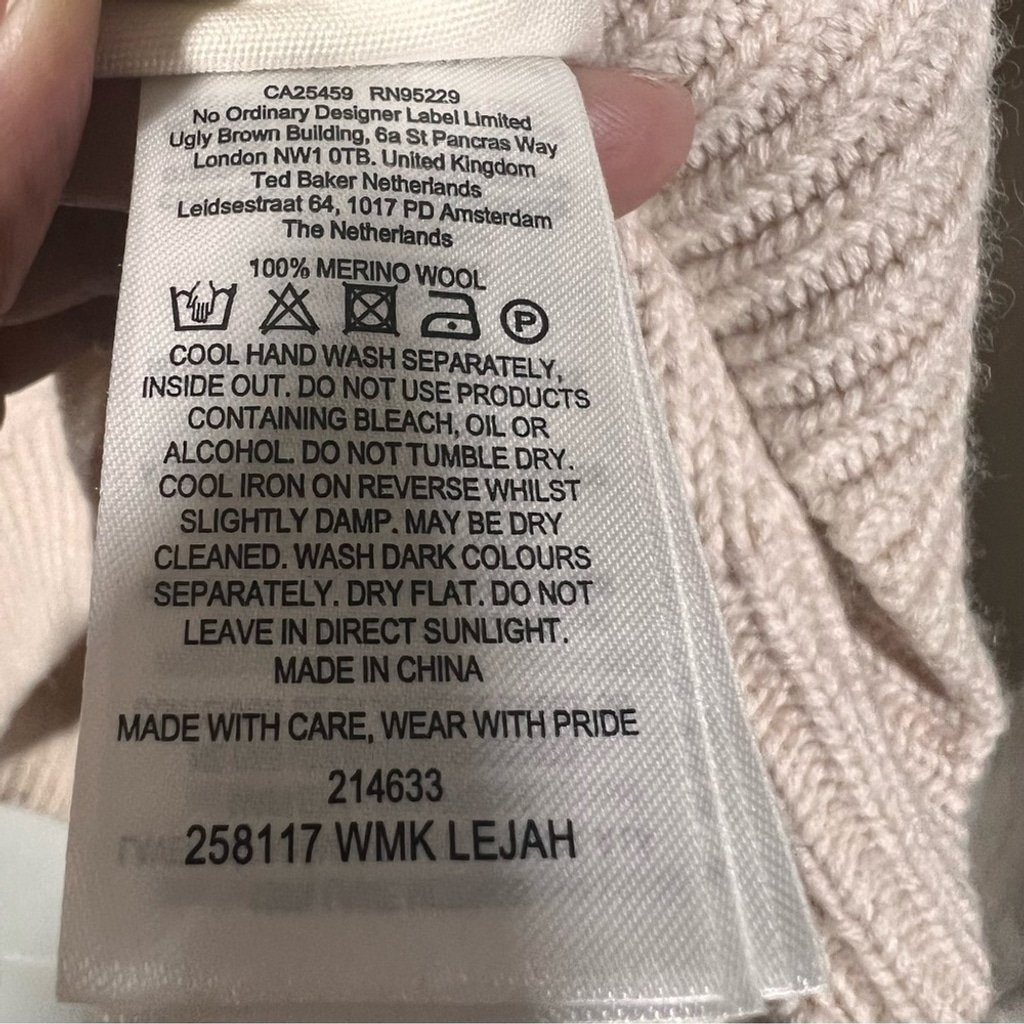 CA25459 RN95229
No Ordinary Designer Label Limited
Ugly Brown Building, 6a St Pancras Way
London NW1 0TB. United Kingdom
Ted Baker Netherlands
Leidsestraat 64, 1017 PD Amsterdam
The Netherlands
100% MERINO WOOL
P
COOL HAND WASH SEPARATELY,
INSIDE OUT. DO NOT USE PRODUCTS
CONTAINING BLEACH, OIL OR
ALCOHOL. DO NOT TUMBLE DRY.
COOL IRON ON REVERSE WHILST
SLIGHTLY DAMP. MAY BE DRY
CLEANED. WASH DARK COLOURS
SEPARATELY. DRY FLAT. DO NOT
LEAVE IN DIRECT SUNLIGHT.
MADE IN CHINA
MADE WITH CARE, WEAR WITH PRIDE
214633
258117 WMK LEJAH